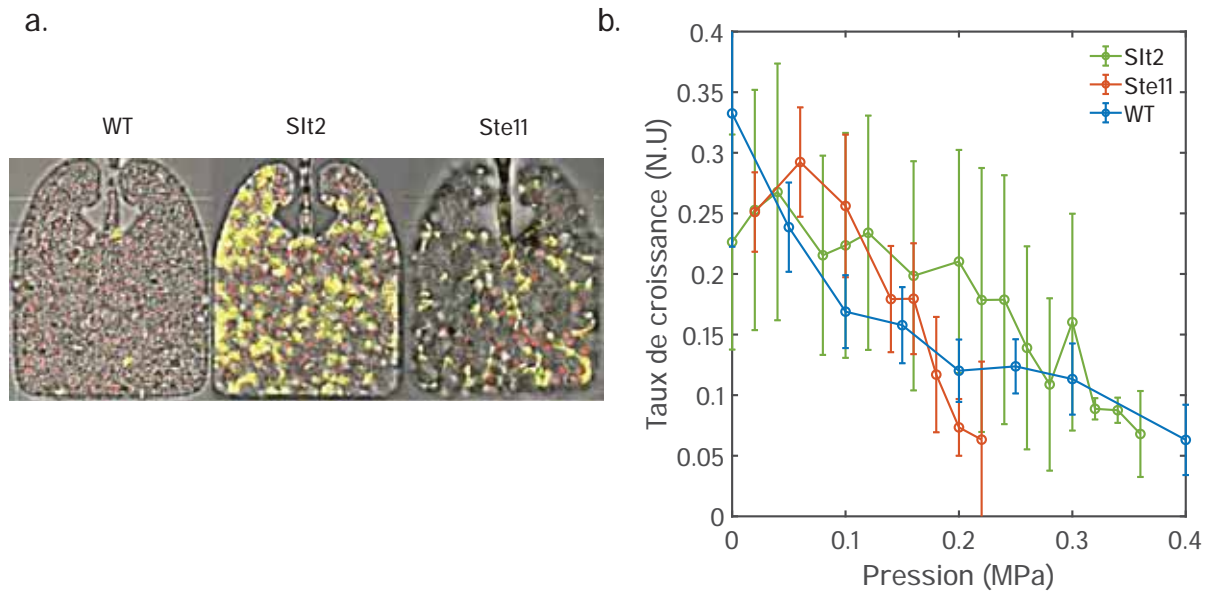 a.
WT
Slt2
Ste11
b.
Taux de croissance (N.U)
0.4
0.35
0.3
0.25
0.2
0.15
0.1
0.05
0
Slt2
Ste11
WT
0
0.1
0.2
0.3
0.4
Pression (MPa)